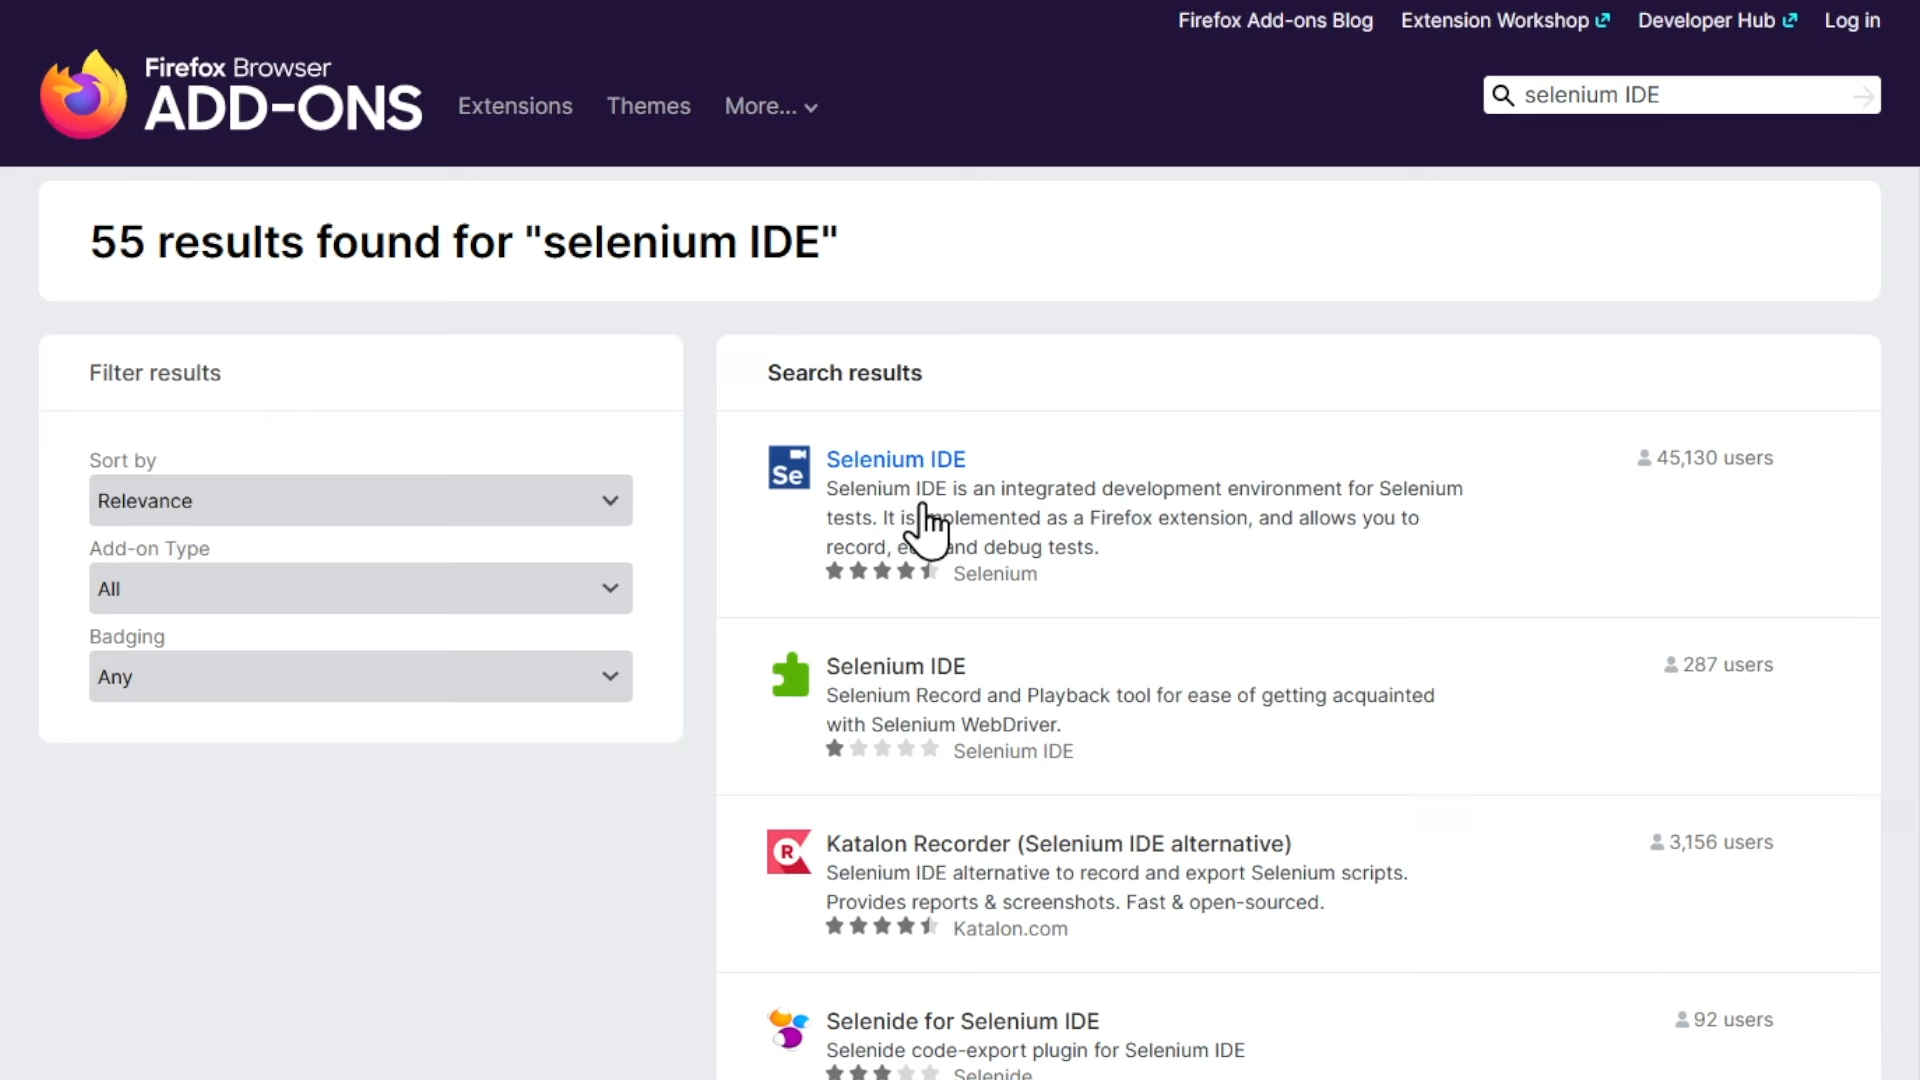 Firefox Add-ons Blog
Extension Workshop
Developer Hub
Log in
Firefox Browser
ADD-ONS
Extensions
Themes
More...
selenium IDE
55 results found for "selenium IDE"
Filter results
Sort by
Relevance
Add-on Type
All
Badging
Any
Search results
Se
Selenium IDE
45,130 users
Selenium IDE is an integrated development environment for Selenium
tests. It is implemented as a Firefox extension, and allows you to
record, and debug tests.
Selenium
Selenium IDE
287 users
Selenium Record and Playback tool for ease of getting acquainted
with Selenium WebDriver.
Selenium IDE
R
Katalon Recorder (Selenium IDE alternative)
3,156 users
Selenium IDE alternative to record and export Selenium scripts.
Provides reports & screenshots. Fast & open-sourced.
Katalon.com
Selenide for Selenium IDE
92 users
Selenide code-export plugin for Selenium IDE
Selenide